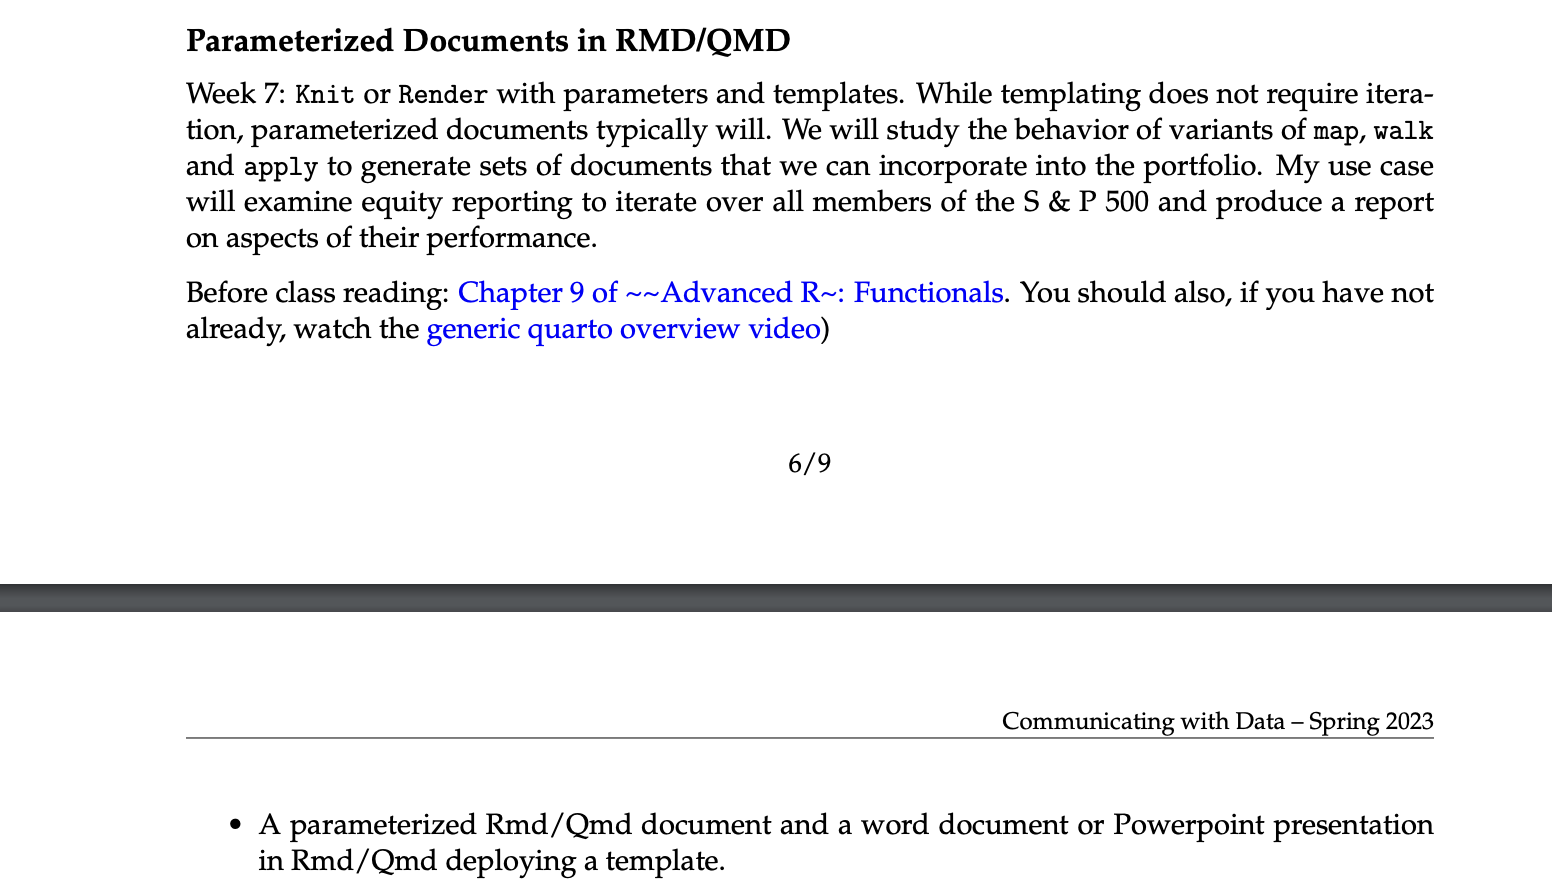 Parameterized Documents in RMD/QMD
Week 7: Knit or Render with parameters and templates. While templating does not require itera-
tion, parameterized documents typically will. We will study the behavior of variants of map, walk
and apply to generate sets of documents that we can incorporate into the portfolio. My use case
will examine equity reporting to iterate over all members of the S & P 500 and produce a report
on aspects of their performance.
Before class reading: Chapter 9 of ~~Advanced R~: Functionals. You should also, if you have not
already, watch the generic quarto overview video)
6/9
Communicating with Data – Spring 2023
• A parameterized Rmd/Qmd document and a word document or Powerpoint presentation
in Rmd/Qmd deploying a template.